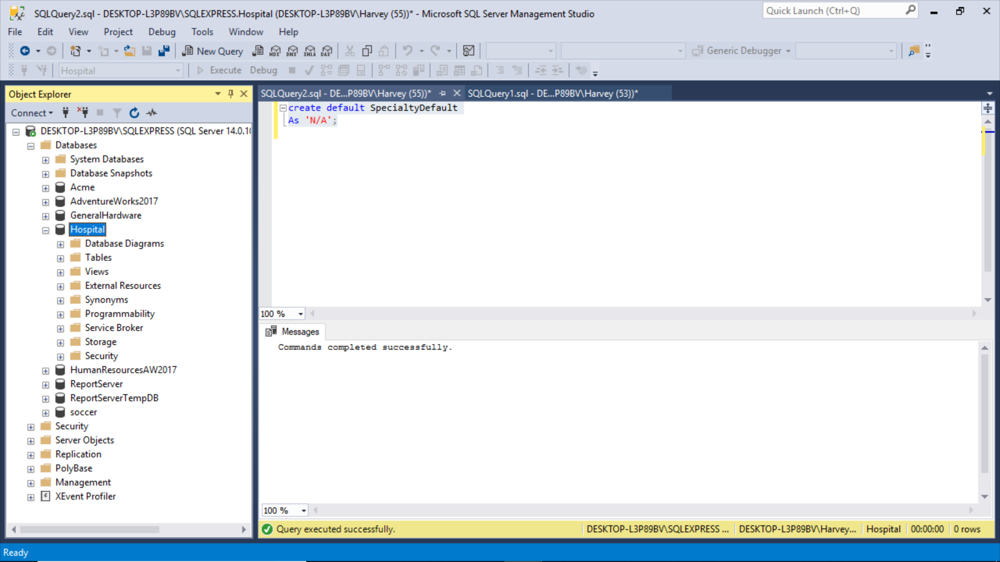 SQLQuery2.sql - DESKTOP-L3P89BV\SQLEXPRESS.Hospital (DESKTOP-L3P89BV\Harvey (55))* - Microsoft SQL Server Management Studio
Quick Launch (Ctrl+Q)
File Edit View Project Debug Tools Window Help
New Query MDX DMX XMLA DAX Generic Debugger
Hospital Execute Debug
Object Explorer
SQLQuery2.sql - DE...P89BV\Harvey (55))* SQLQuery1.sql - DE...P89BV\Harvey (53))*
Connect
create default SpecialtyDefault
As 'N/A';
DESKTOP-L3P89BV\SQLEXPRESS (SQL Server 14.0.10
Databases
System Databases
Database Snapshots
Acme
AdventureWorks2017
GeneralHardware
Hospital
Database Diagrams
Tables
Views
External Resources
Synonyms
Programmability
Service Broker
Storage
Security
HumanResourcesAW2017
ReportServer
ReportServerTempDB
soccer
Security
Server Objects
Replication
PolyBase
Management
XEvent Profiler
100 %
Messages
Commands completed successfully.
100 %
Query executed successfully. DESKTOP-L3P89BV\SQLEXPRESS ... DESKTOP-L3P89BV\Harvey... Hospital 00:00:00 0 rows
Ready